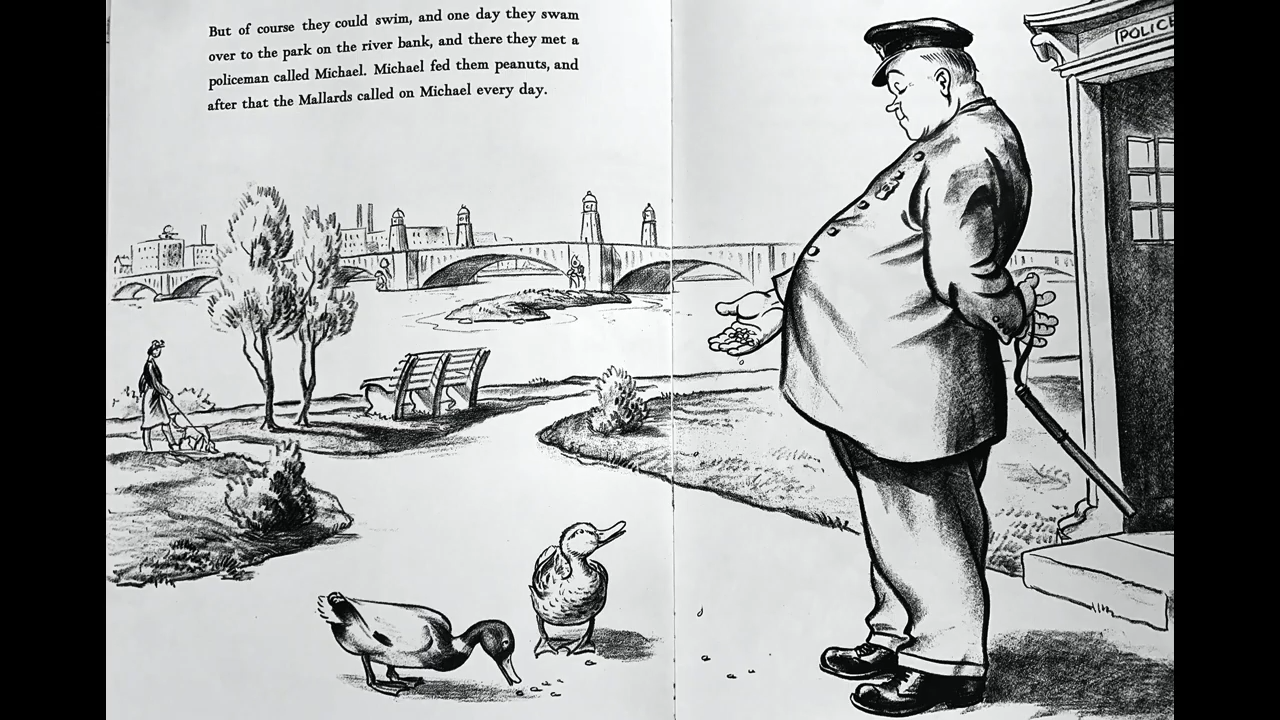 But of course they could swim, and one day they swam
over to the park on the river bank, and there they met a
policeman called Michael. Michael fed them peanuts, and
after that the Mallards called on Michael every day.
POLICE